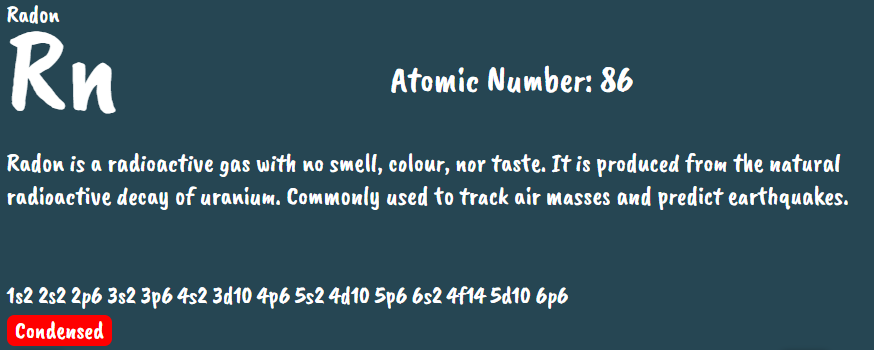 Radon
Rn
Atomic Number: 86
Radon is a radioactive gas with no smell, colour, nor taste. It is produced from the natural
radioactive decay of uranium. Commonly used to track air masses and predict earthquakes.
1s2 2s2 2p6 3s2 3p6 4s2 3d10 4p6 5s2 4d10 5p6 6s2 4f14 5d10 6p6
Condensed